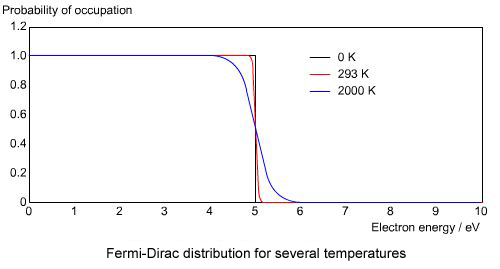 Probability of occupation
1.2
1.0
0.8
0.6
0.4
0.2
0
0 K
293 K
2000 K
0 1 2 3 4 5 6 7 8 9 10
Electron energy / eV
Fermi-Dirac distribution for several temperatures